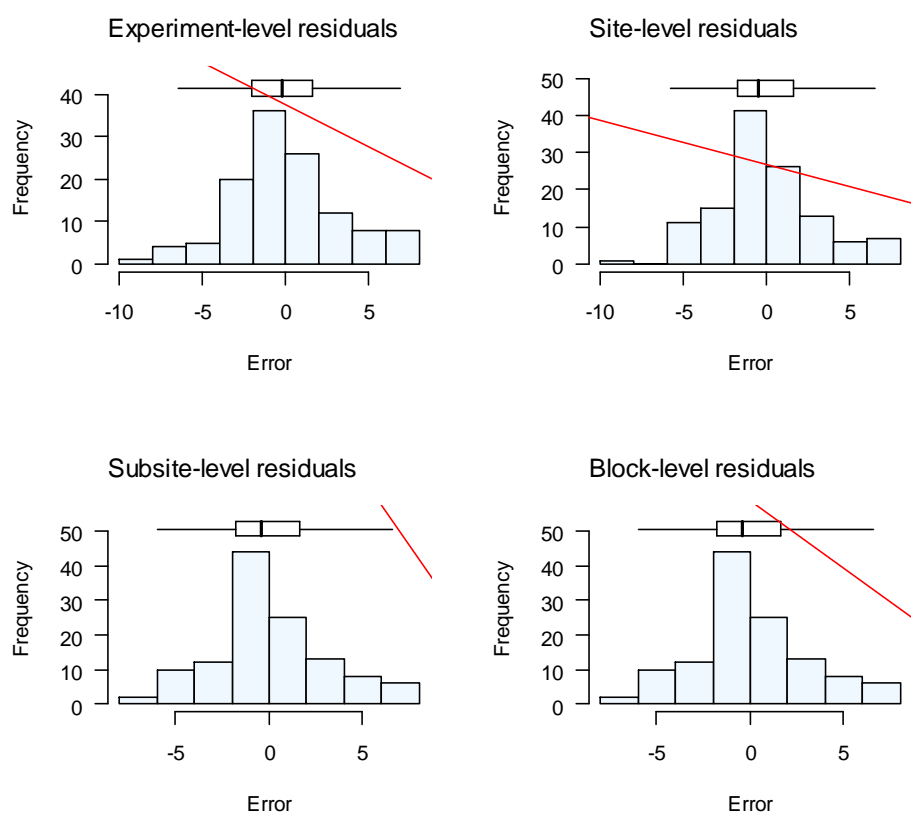 Experiment-level residuals
Frequency
40
30
20
10
0
-10 -5 0 5
Error
Site-level residuals
Frequency
50
40
30
20
10
0
-10 -5 0 5
Error
Subsite-level residuals
Frequency
50
40
30
20
10
0
-5 0 5
Error
Block-level residuals
Frequency
50
40
30
20
10
0
-5 0 5
Error